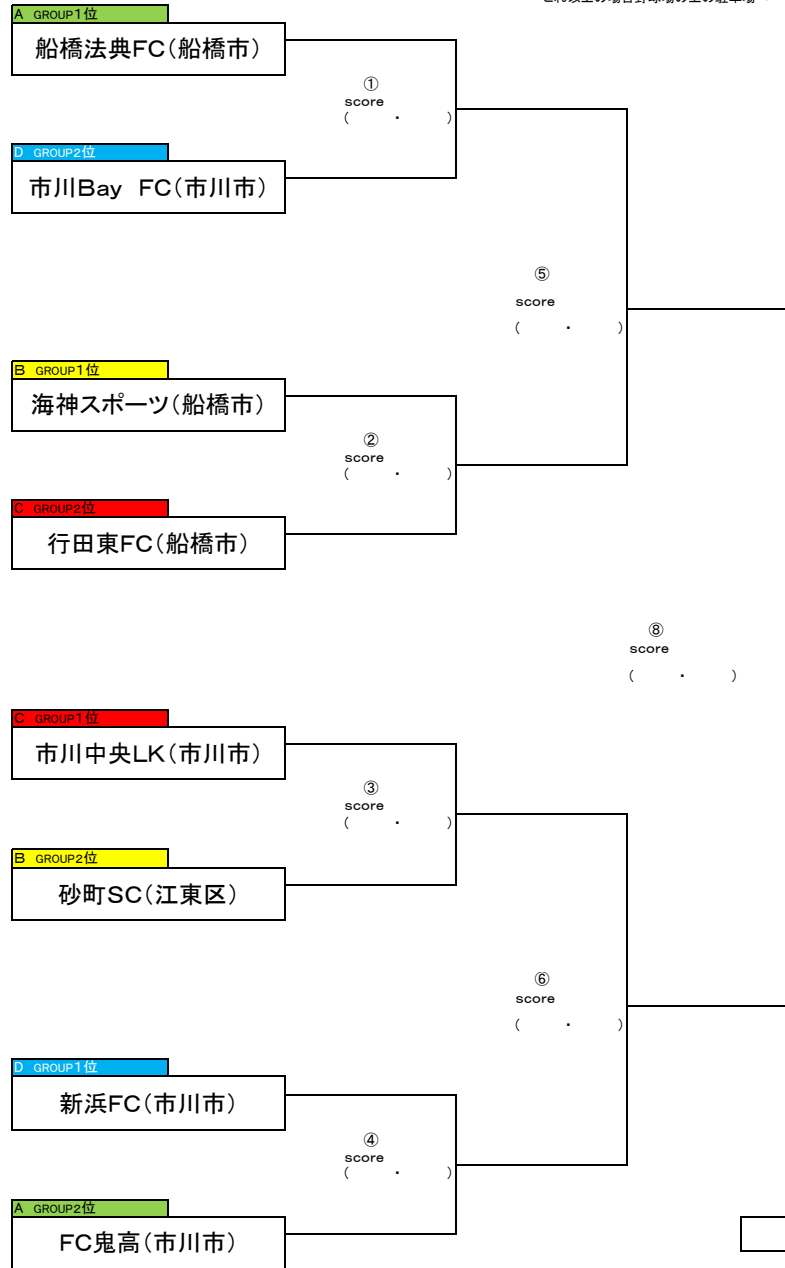 A GROUP1位
船橋法典FC(船橋市)
①
score
( ・ )
D GROUP2位
市川Bay FC(市川市)
⑤
score
( ・ )
B GROUP1位
海神スポーツ(船橋市)
②
score
( ・ )
C GROUP2位
行田東FC(船橋市)
⑧
score
( ・ )
C GROUP1位
市川中央LK(市川市)
③
score
( ・ )
B GROUP2位
砂町SC(江東区)
⑥
score
( ・ )
D GROUP1位
新浜FC(市川市)
④
score
( ・ )
A GROUP2位
FC鬼高(市川市)